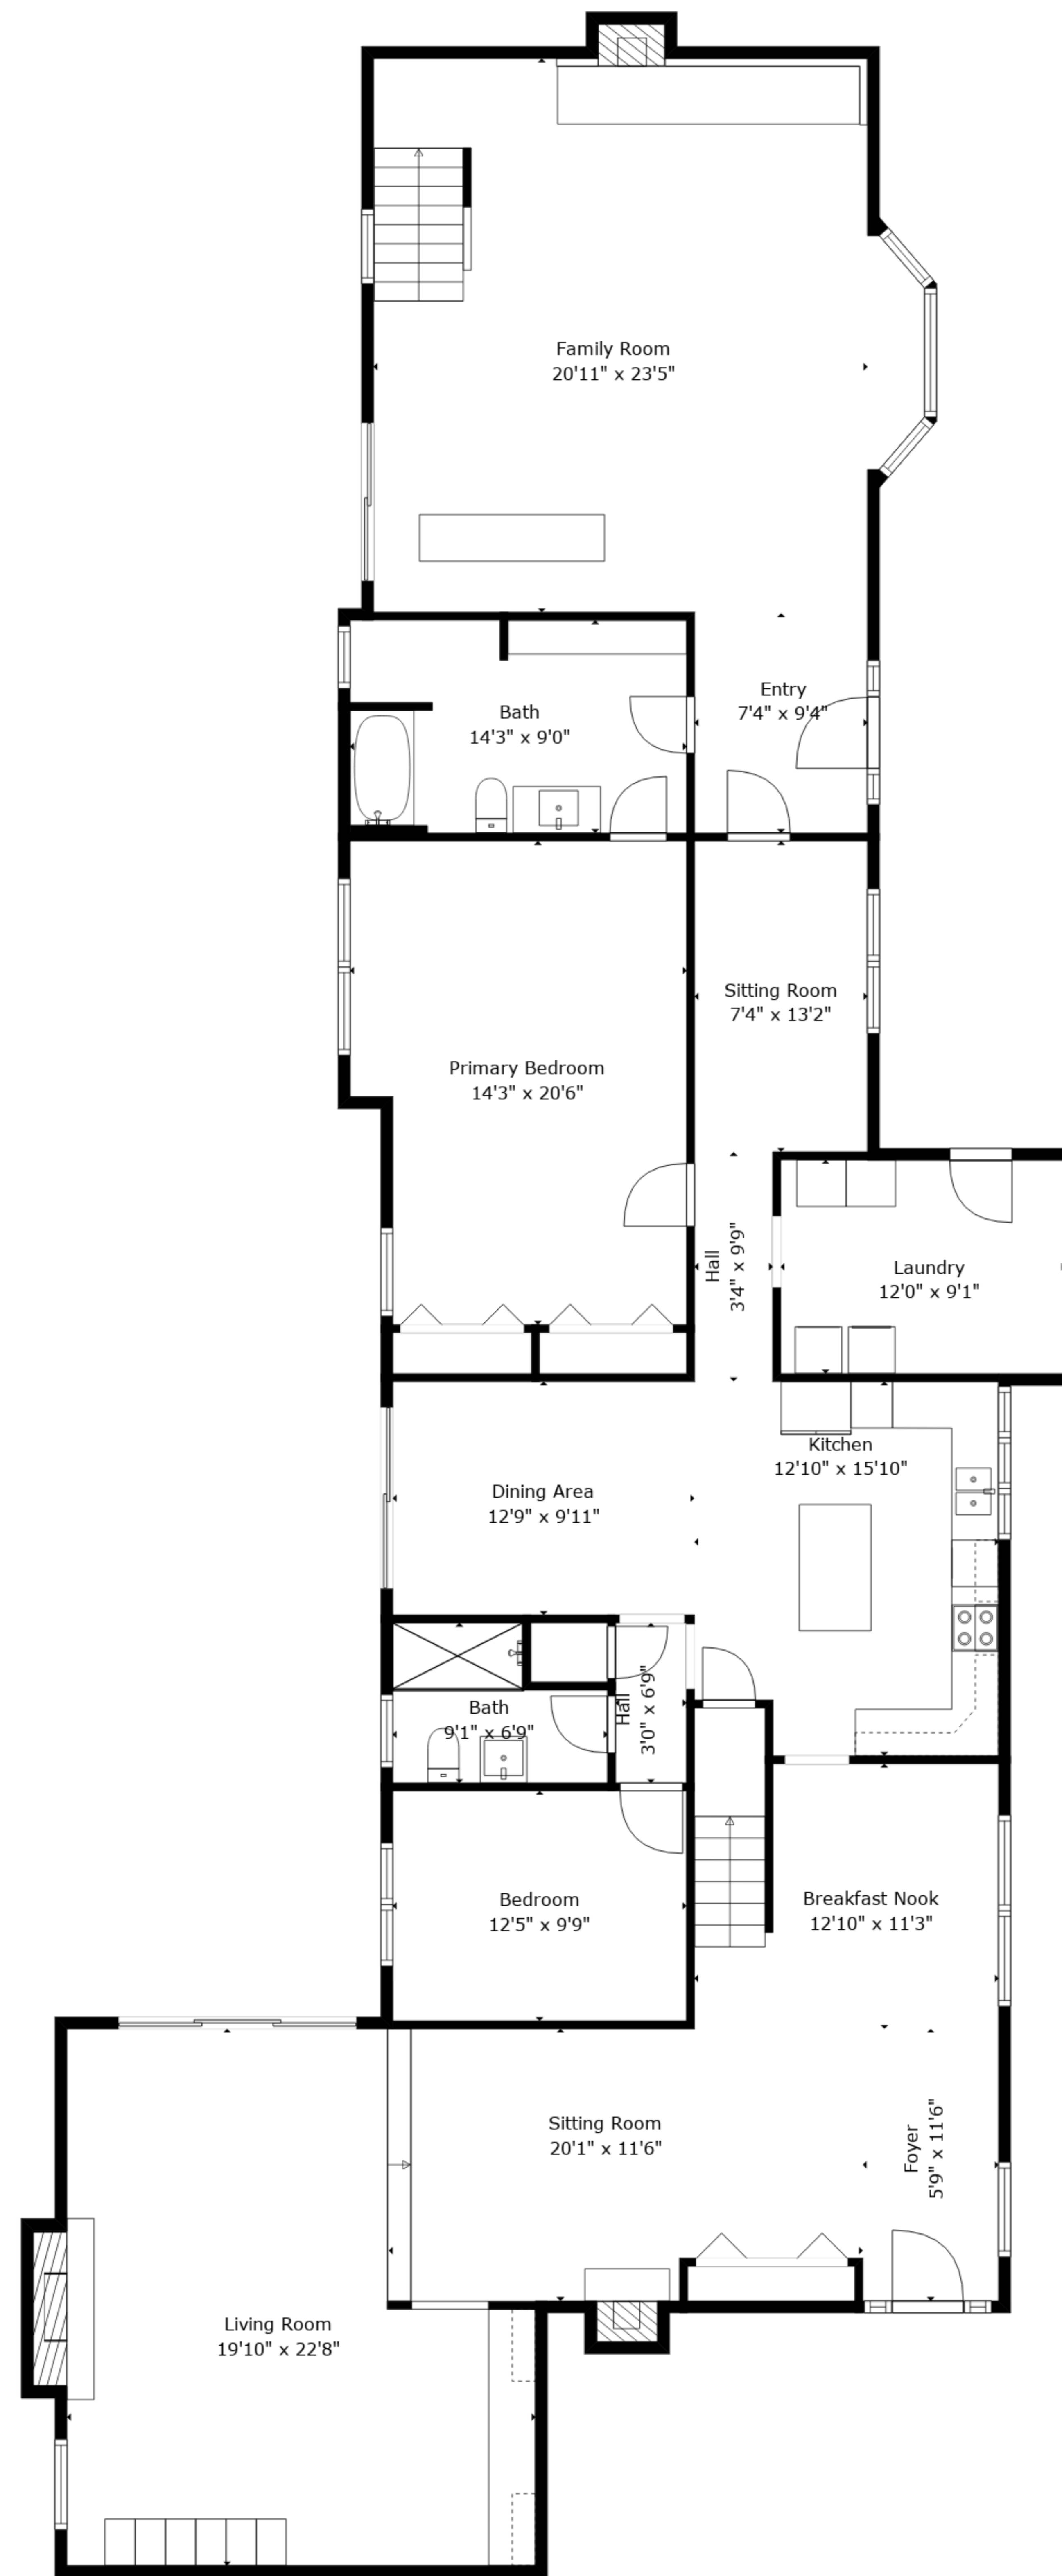 Family Room
20'11" x 23'5"
Entry
7'4" x 9'4"
Bath
14'3" x 9'0"
Sitting Room
7'4" x 13'2"
Primary Bedroom
14'3" x 20'6"
Hall
3'4" x 9'9"
Laundry
12'0" x 9'1"
Kitchen
12'10" x 15'10"
Dining Area
12'9" x 9'11"
Bath
9'1" x 6'9"
Hall
3'0" x 6'9"
Bedroom
12'5" x 9'9"
Breakfast Nook
12'10" x 11'3"
Sitting Room
20'1" x 11'6"
Foyer
5'9" x 11'6"
Living Room
19'10" x 22'8"